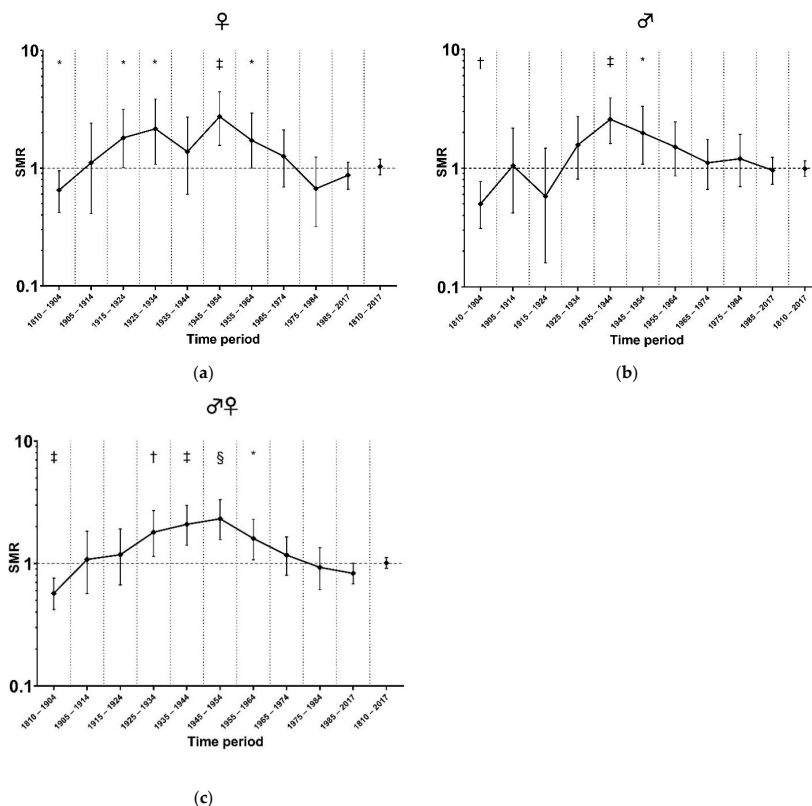 ♀
10
* * * ‡ *
SMR
1
0.1
1810 – 1904 1905 – 1914 1915 – 1924 1925 – 1934 1935 – 1944 1945 – 1954 1955 – 1964 1965 – 1974 1975 – 1984 1985 – 2017 1810 – 2017
Time period
(a)
♂
10
† ‡ *
SMR
1
0.1
1810 – 1904 1905 – 1914 1915 – 1924 1925 – 1934 1935 – 1944 1945 – 1954 1955 – 1964 1965 – 1974 1975 – 1984 1985 – 2017 1810 – 2017
Time period
(b)
♂♀
10
‡ † ‡ § *
SMR
1
0.1
1810 – 1904 1905 – 1914 1915 – 1924 1925 – 1934 1935 – 1944 1945 – 1954 1955 – 1964 1965 – 1974 1975 – 1984 1985 – 2017 1810 – 2017
Time period
(c)